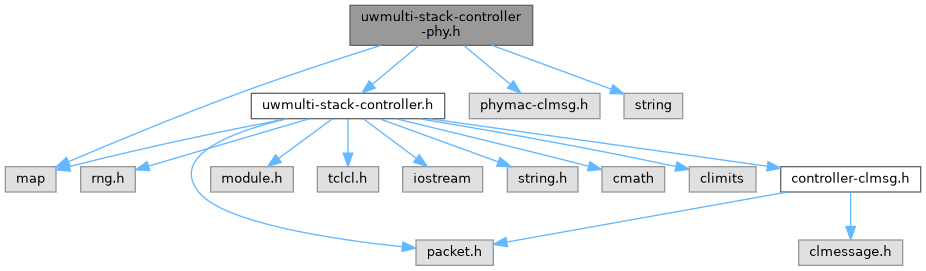 uwmulti-stack-controller
-phy.h
uwmulti-stack-controller.h
phymac-clmsg.h
string
map
rng.h
module.h
tclcl.h
iostream
string.h
cmath
climits
controller-clmsg.h
packet.h
clmessage.h